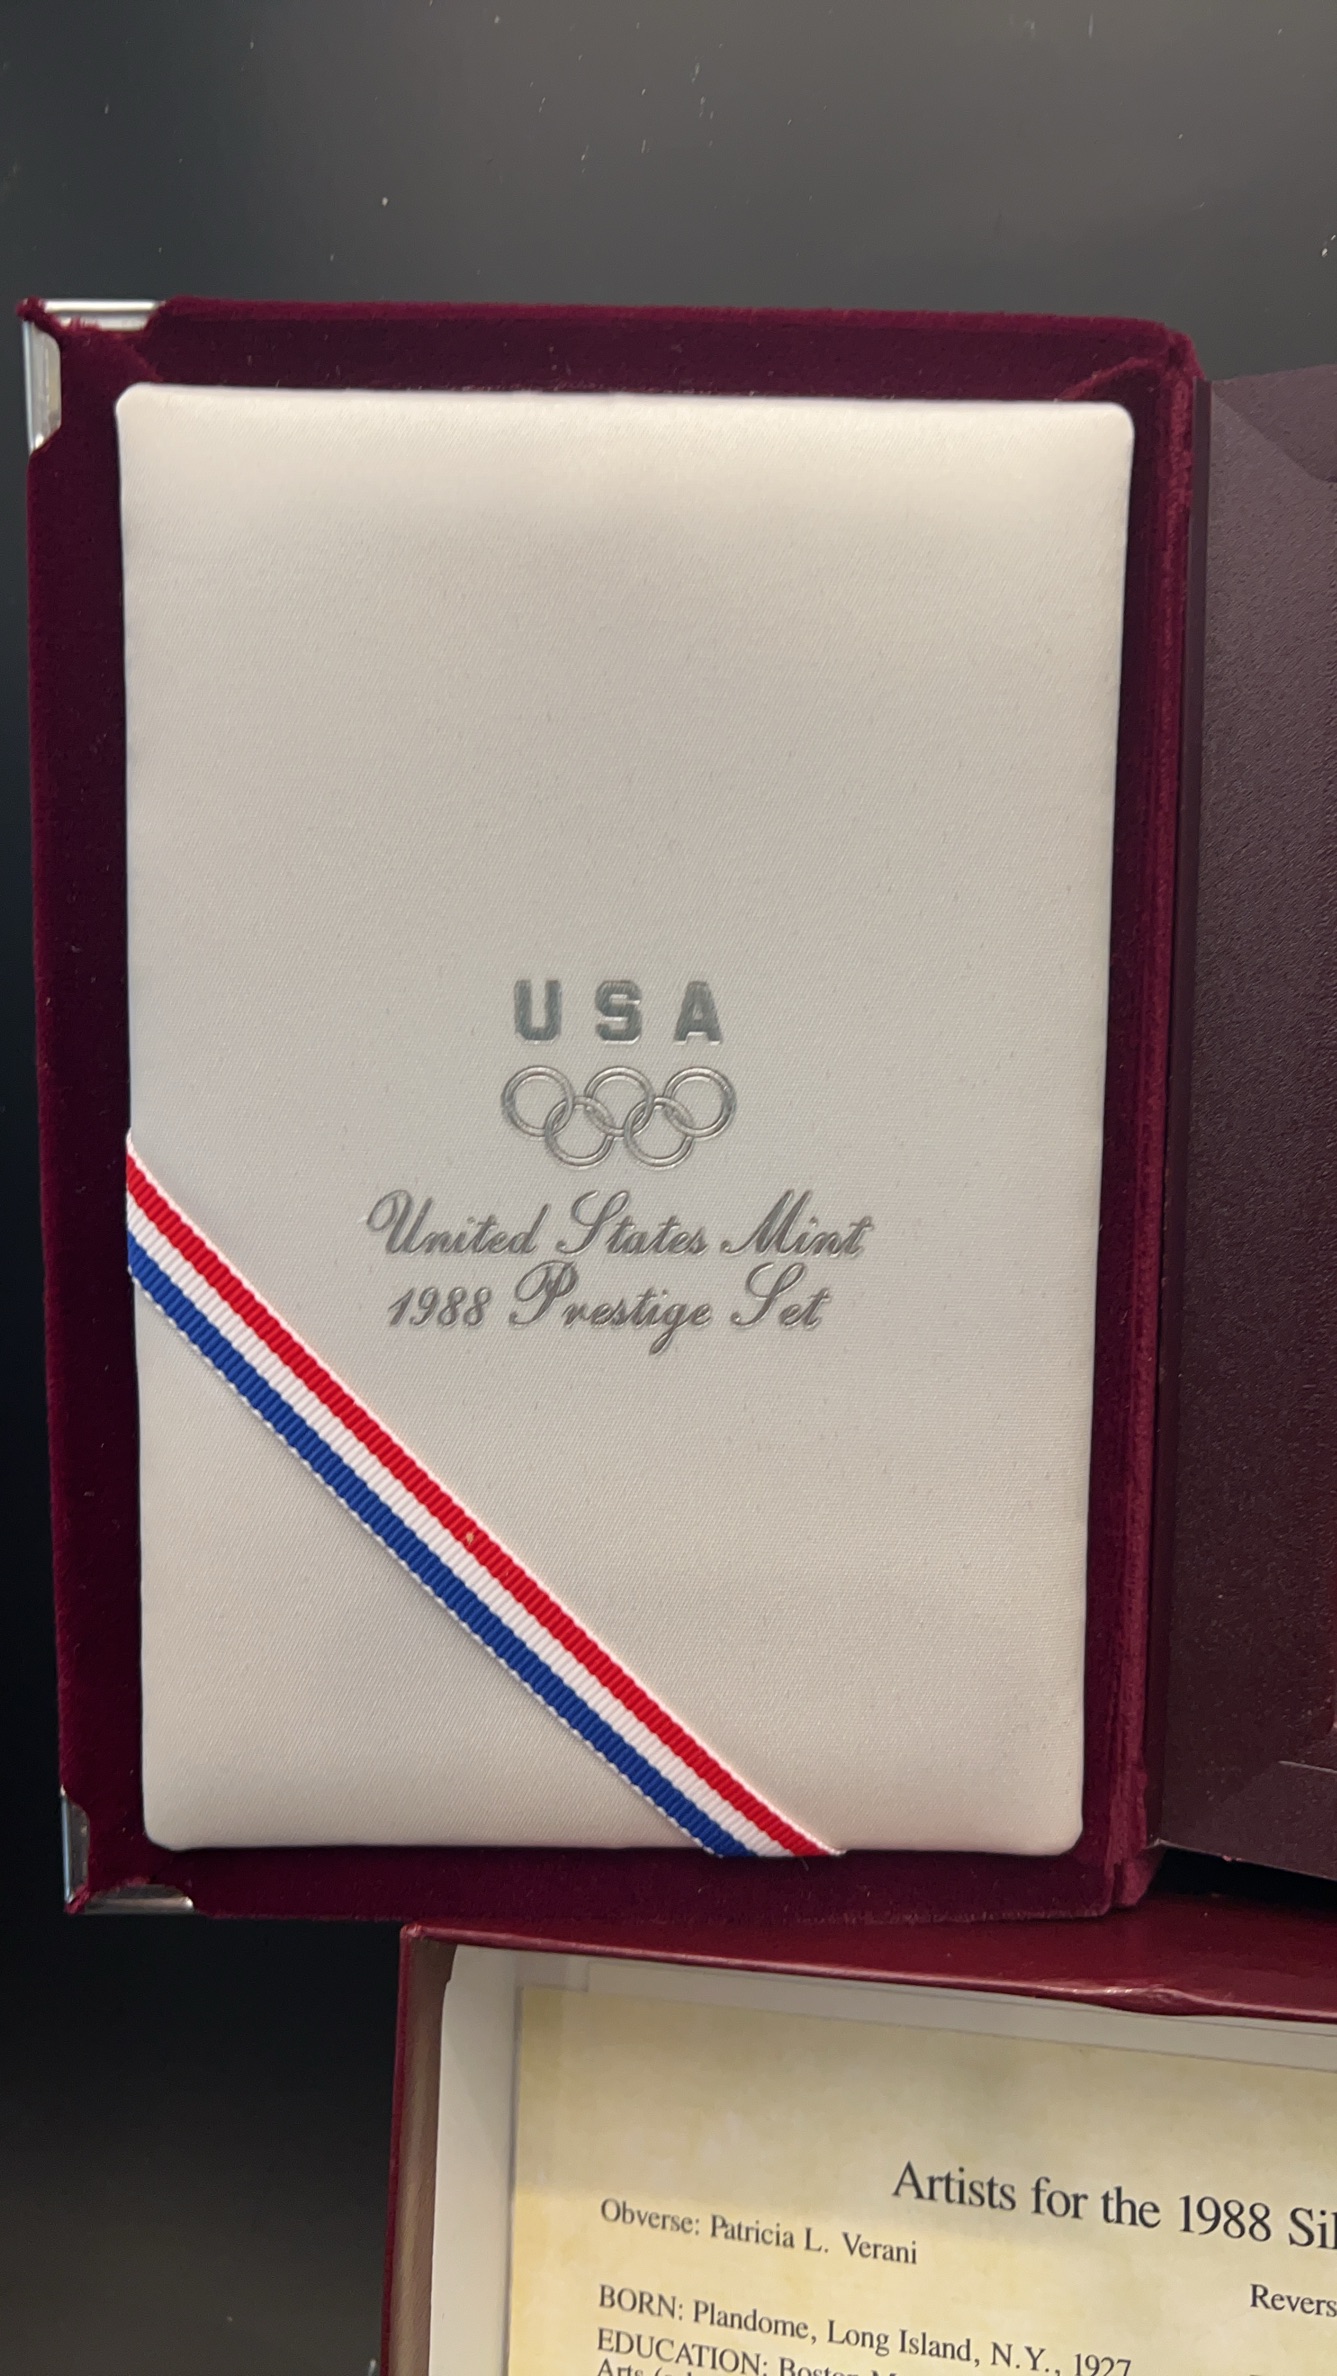 USA
United States Mint
1988 Prestige Set
Artists for the 1988
Obverse: Patricia L. Verani
BORN: Plandome, Long Island, N.Y., 1927
EDUCATION: